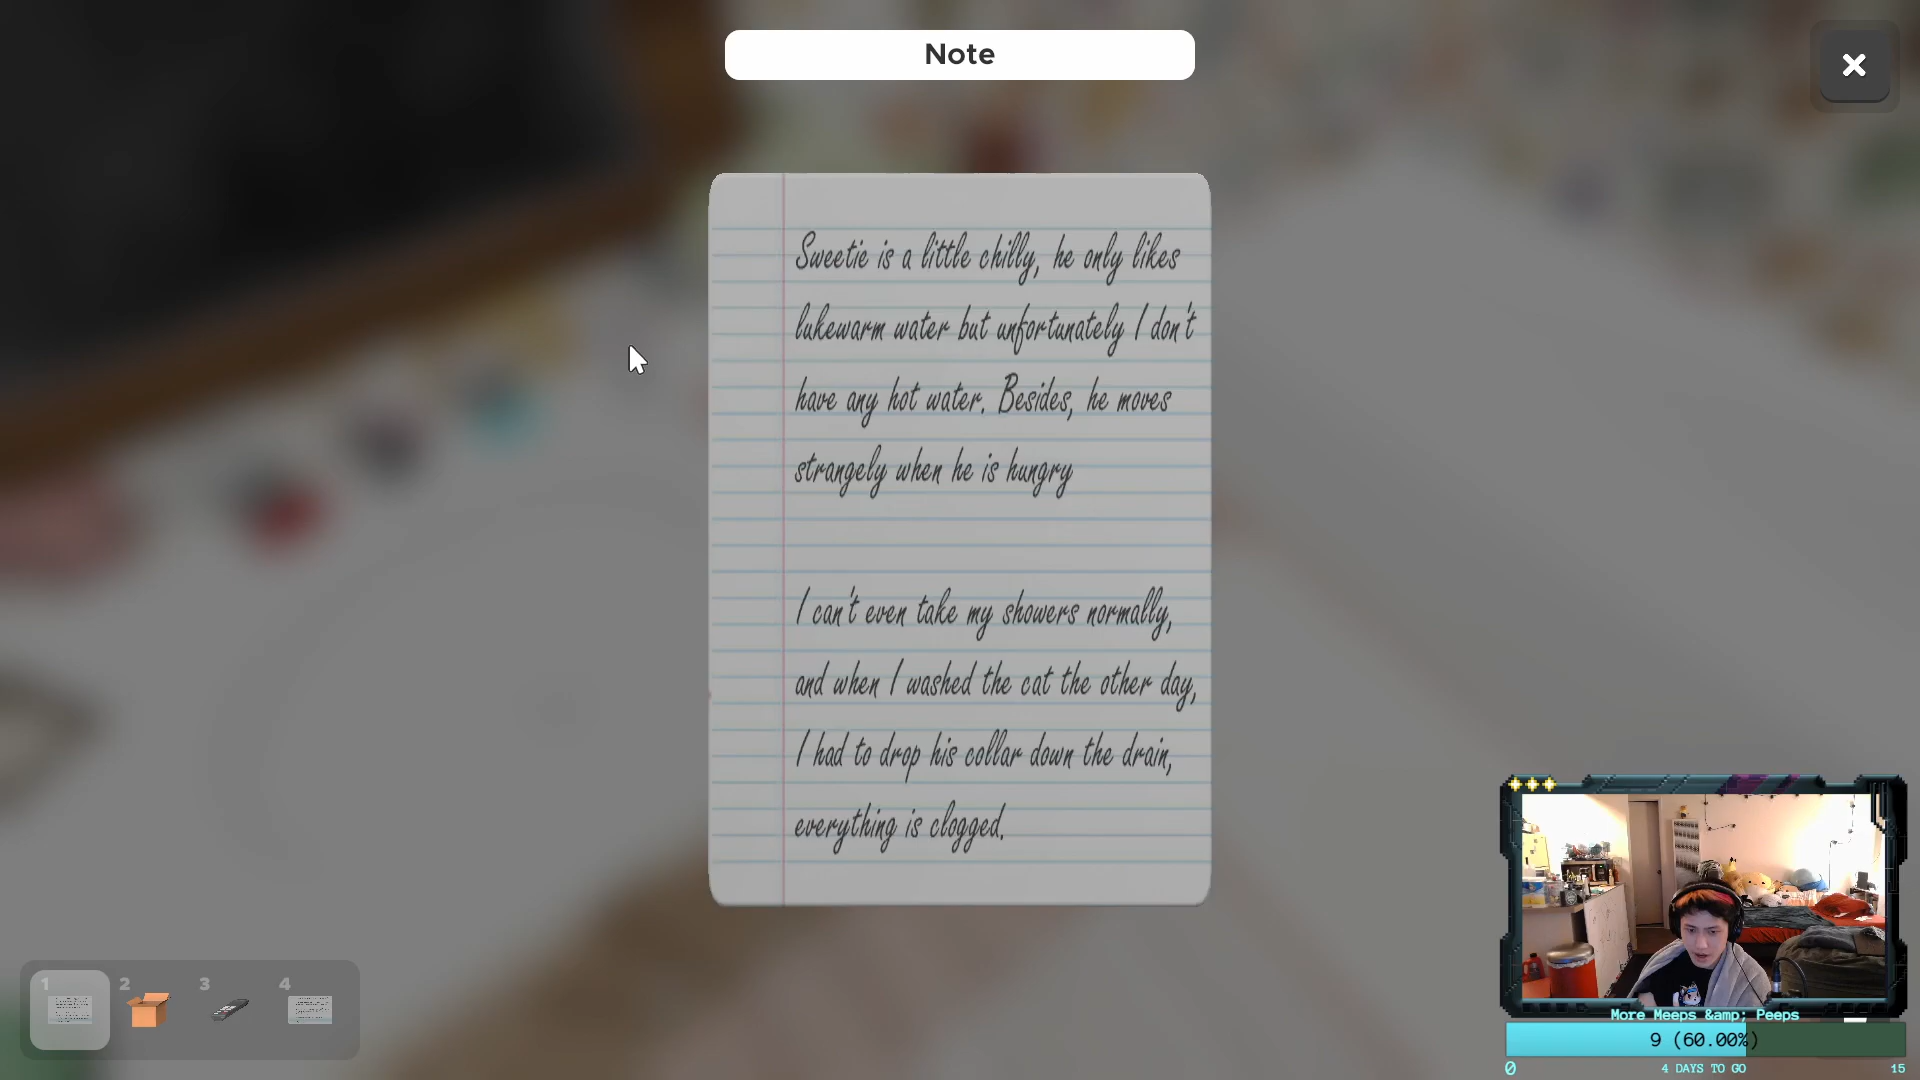 Note
Sweetie is a little chilly, he only likes
lukewarm water but unfortunately I don't
have any hot water. Besides, he moves
strangely when he is hungry
I can't even take my showers normally,
and when I washed the cat the other day,
I had to drop his collar down the drain,
everything is clogged.
1 2 3 4
More Meeps &amp; Peeps
9 (60.00%)
0 4 DAYS TO GO 15